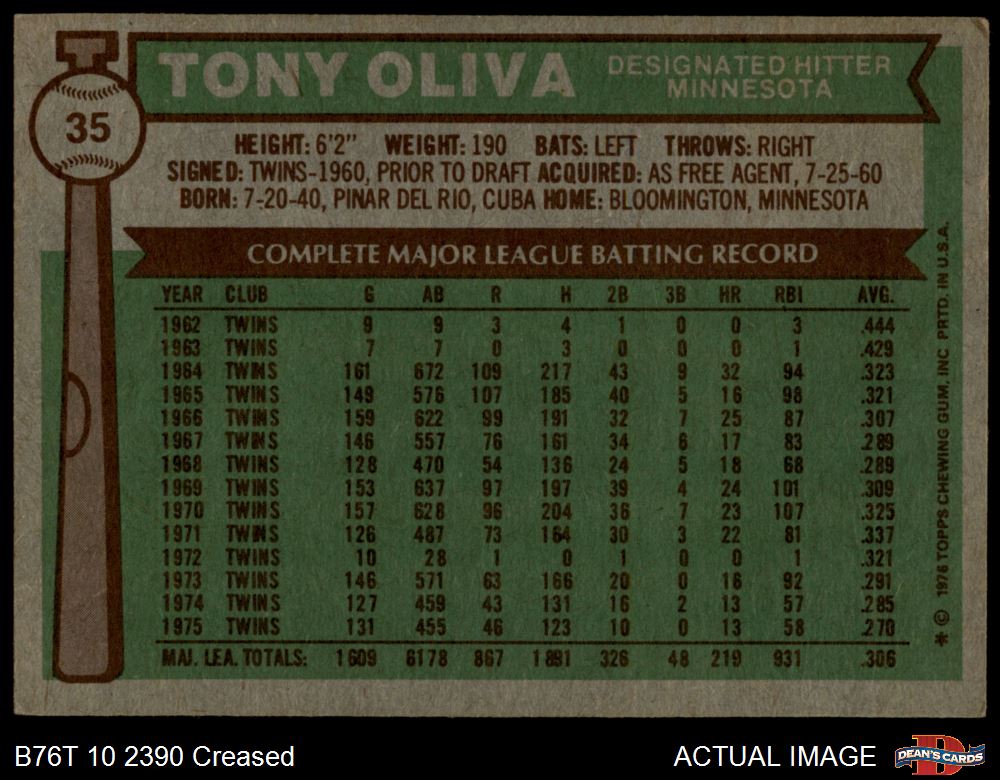 T
35
TONY OLIVA
DESIGNATED HITTER
MINNESOTA
HEIGHT: 6'2" WEIGHT: 190 BATS: LEFT THROWS: RIGHT
SIGNED: TWINS-1960, PRIOR TO DRAFT ACQUIRED: AS FREE AGENT, 7-25-60
BORN: 7-20-40, PINAR DEL RIO, CUBA HOME: BLOOMINGTON, MINNESOTA
COMPLETE MAJOR LEAGUE BATTING RECORD
YEAR CLUB G AB R H 2B 3B HR RBI AVG.
1962 TWINS 9 9 3 4 1 0 0 3 .444
1963 TWINS 7 7 0 3 0 0 0 1 .429
1964 TWINS 161 672 109 217 43 9 32 94 .323
1965 TWINS 149 576 107 185 40 5 16 98 .321
1966 TWINS 159 622 99 191 32 7 25 87 .307
1967 TWINS 146 557 76 161 34 6 17 83 .289
1968 TWINS 128 470 54 136 24 5 18 68 .289
1969 TWINS 153 637 97 197 39 4 24 101 .309
1970 TWINS 157 628 96 204 36 7 23 107 .325
1971 TWINS 126 487 73 164 30 3 22 81 .337
1972 TWINS 10 28 1 0 1 0 0 1 .321
1973 TWINS 146 571 63 166 20 0 16 92 .291
1974 TWINS 127 459 43 131 16 2 13 57 .285
1975 TWINS 131 455 46 123 10 0 13 58 .270
MAJ. LEA. TOTALS: 1609 6178 867 1891 326 48 219 931 .306
* © 1976 TOPPS CHEWING GUM, INC PRTD. IN U.S.A.
B76T 10 2390 Creased
ACTUAL IMAGE
D
DEAN'S CARDS